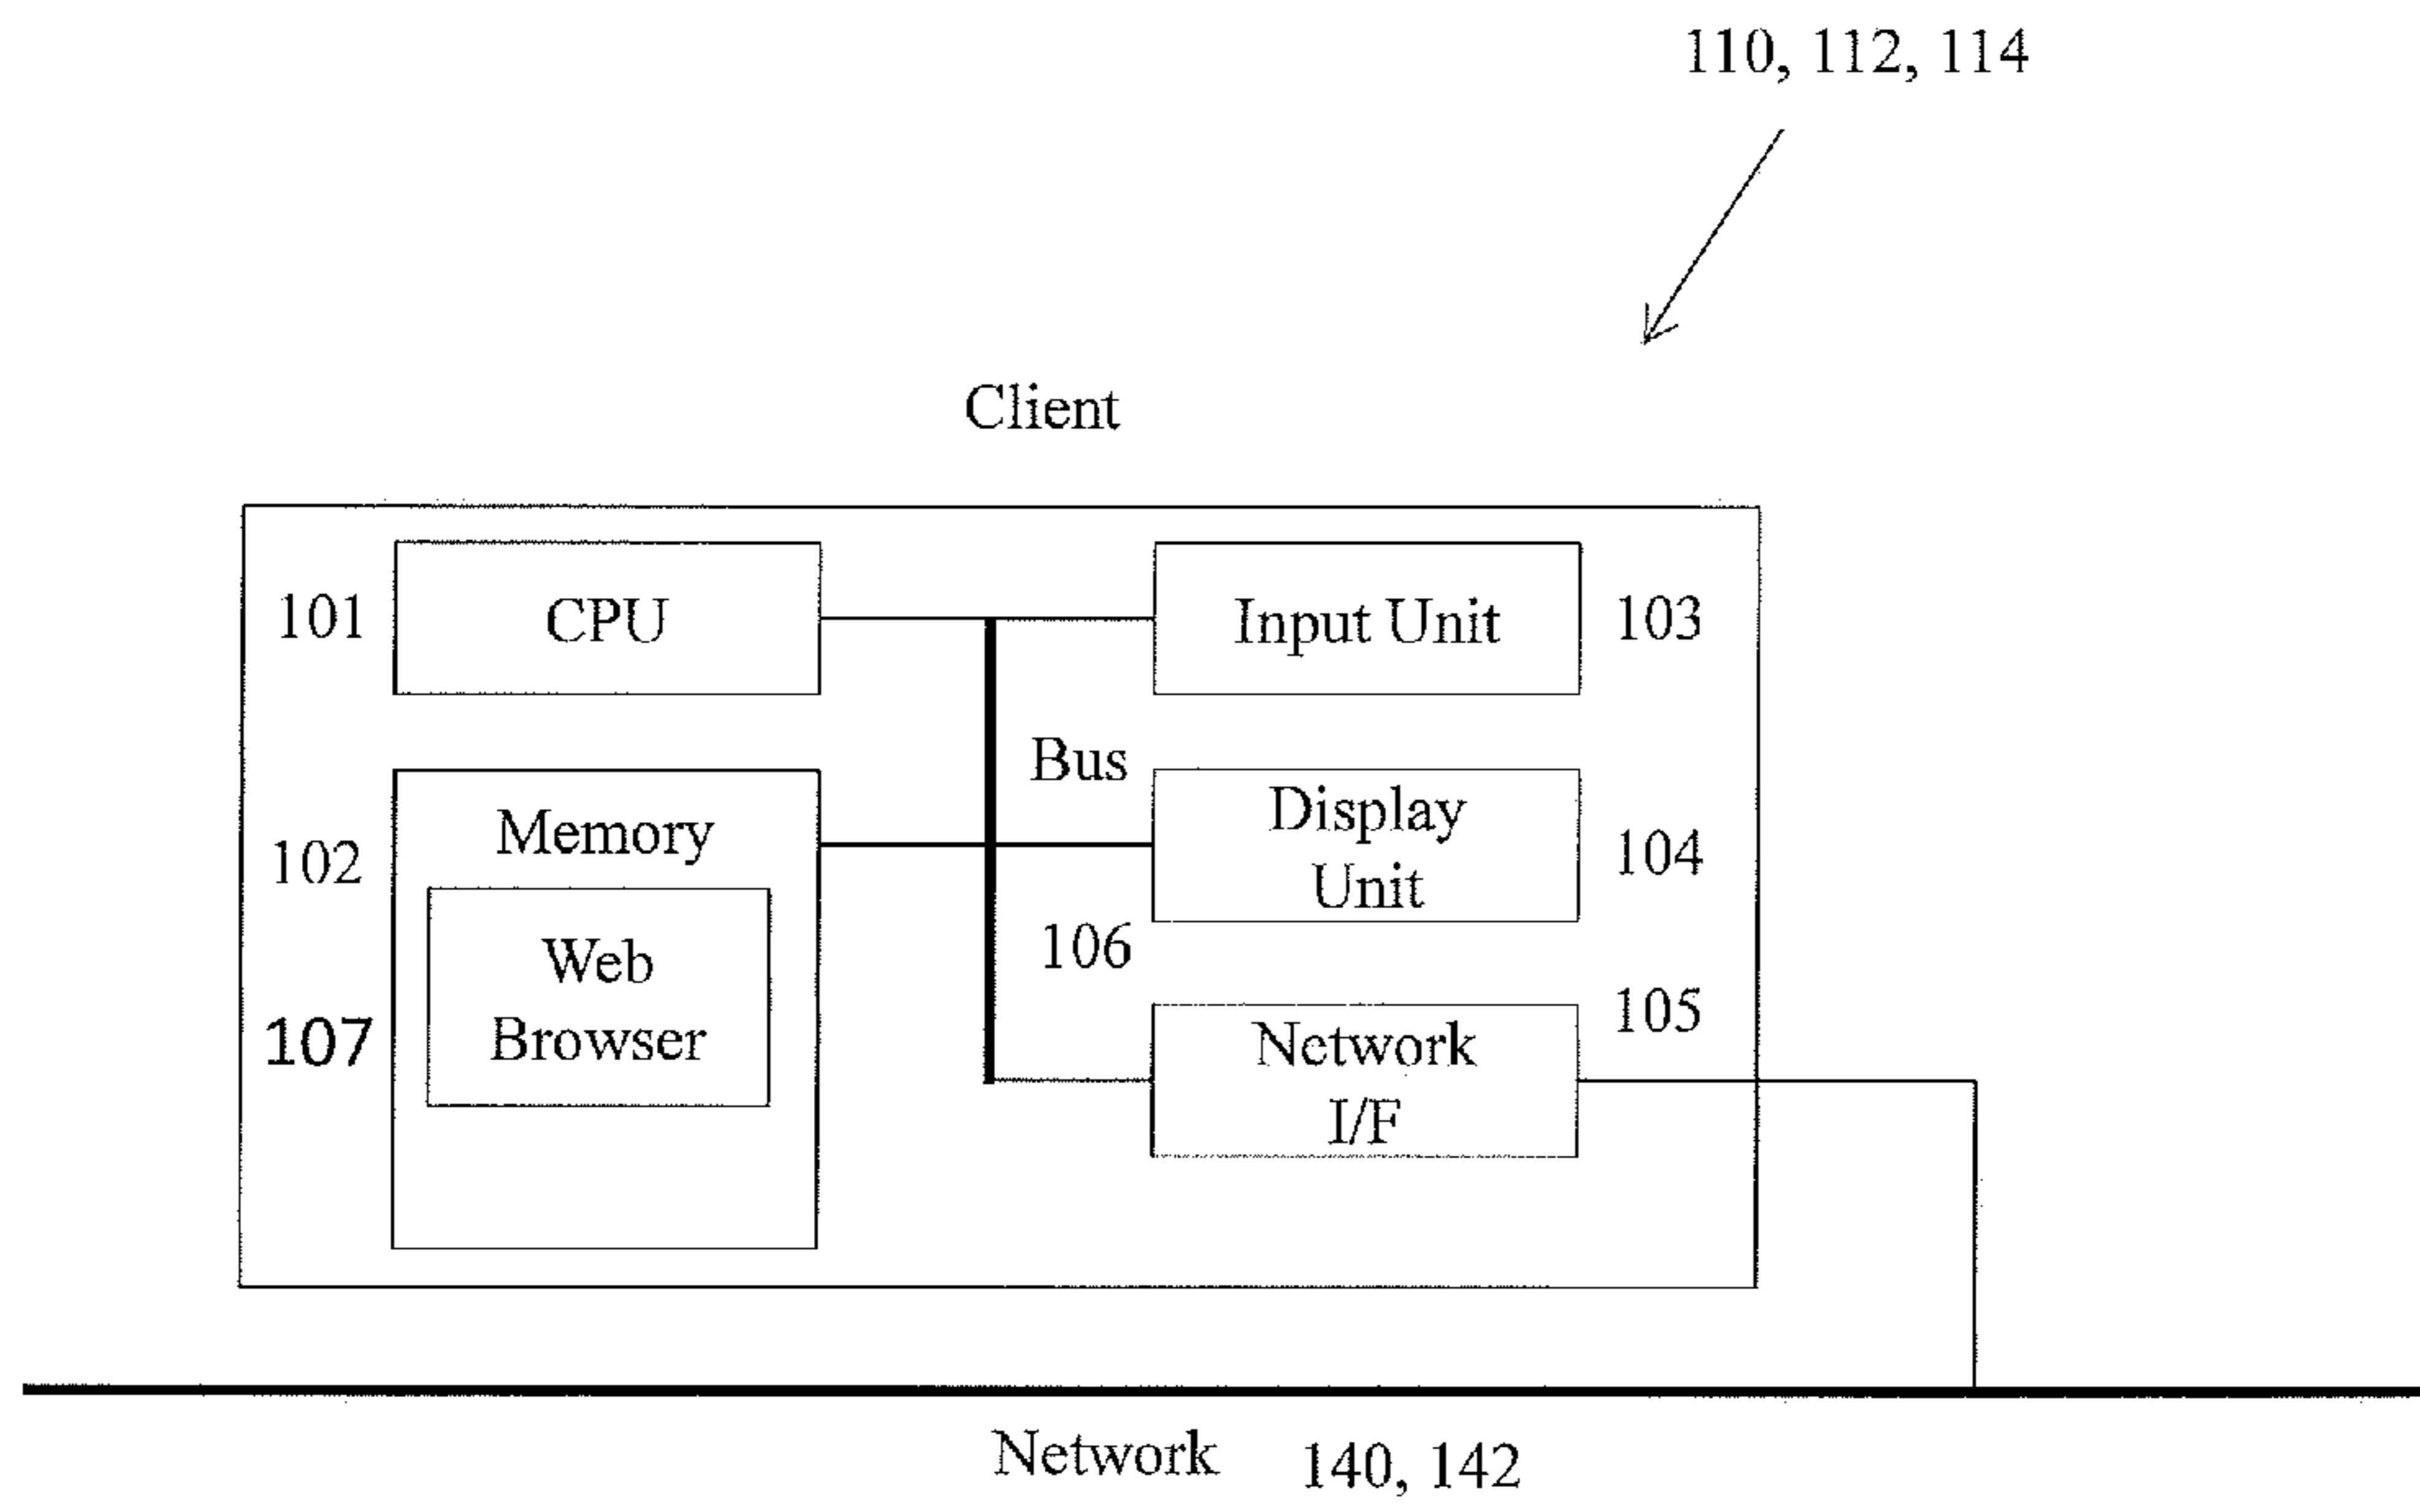 110, 112, 114
Client
101
CPU
Input Unit
103
Bus
102
Memory
Display
Unit
104
106
107
Web
Browser
105
Network
I/F
Network
140, 142